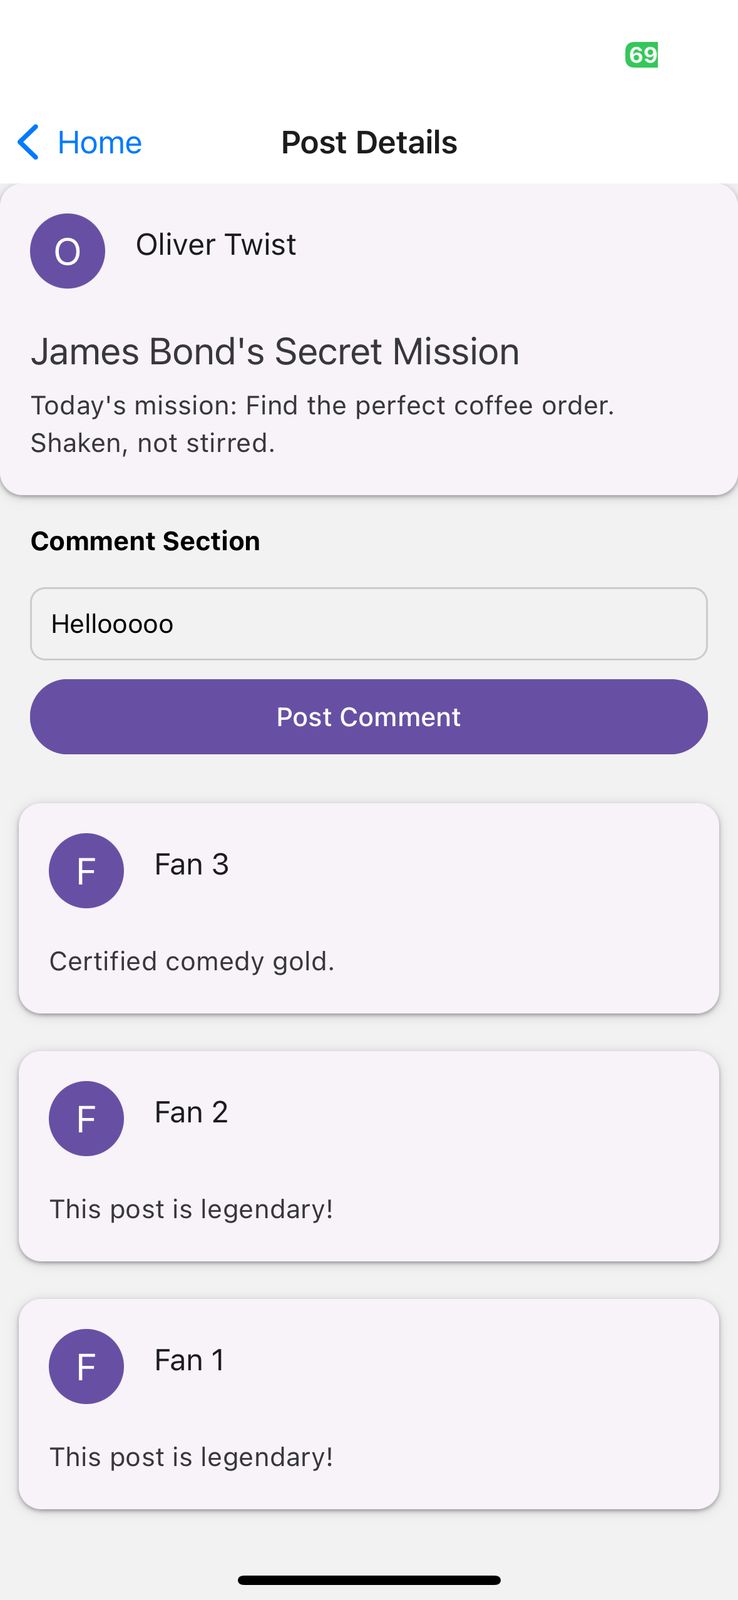 69
Home
Post Details
O
Oliver Twist
James Bond's Secret Mission
Today's mission: Find the perfect coffee order.
Shaken, not stirred.
Comment Section
Hellooooo
Post Comment
F
Fan 3
Certified comedy gold.
F
Fan 2
This post is legendary!
F
Fan 1
This post is legendary!